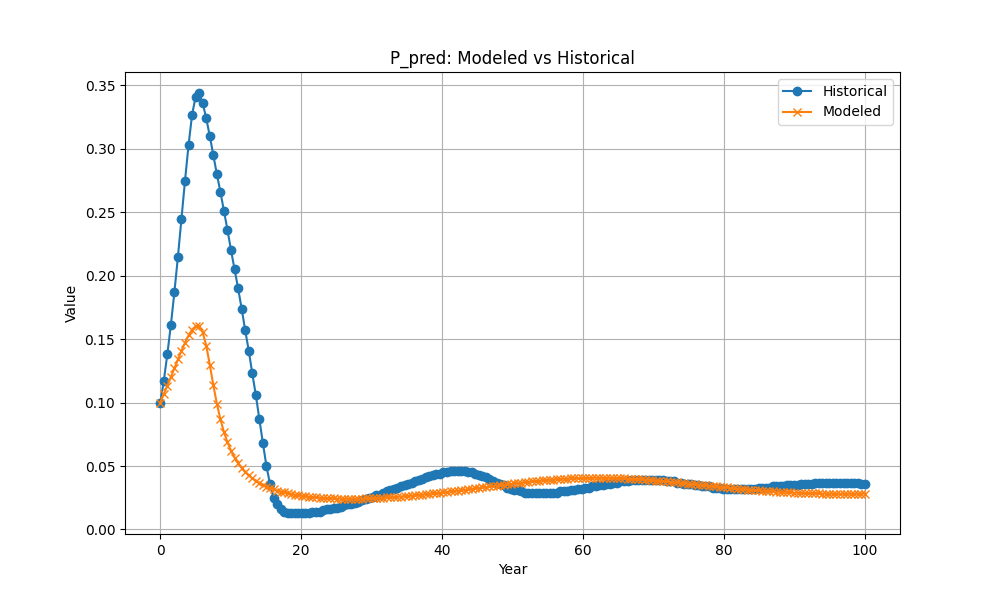 P_pred: Modeled vs Historical
Historical
Modeled
0.35
0.30
0.25
0.20
0.15
0.10
0.05
0.00
Value
0 20 40 60 80 100
Year